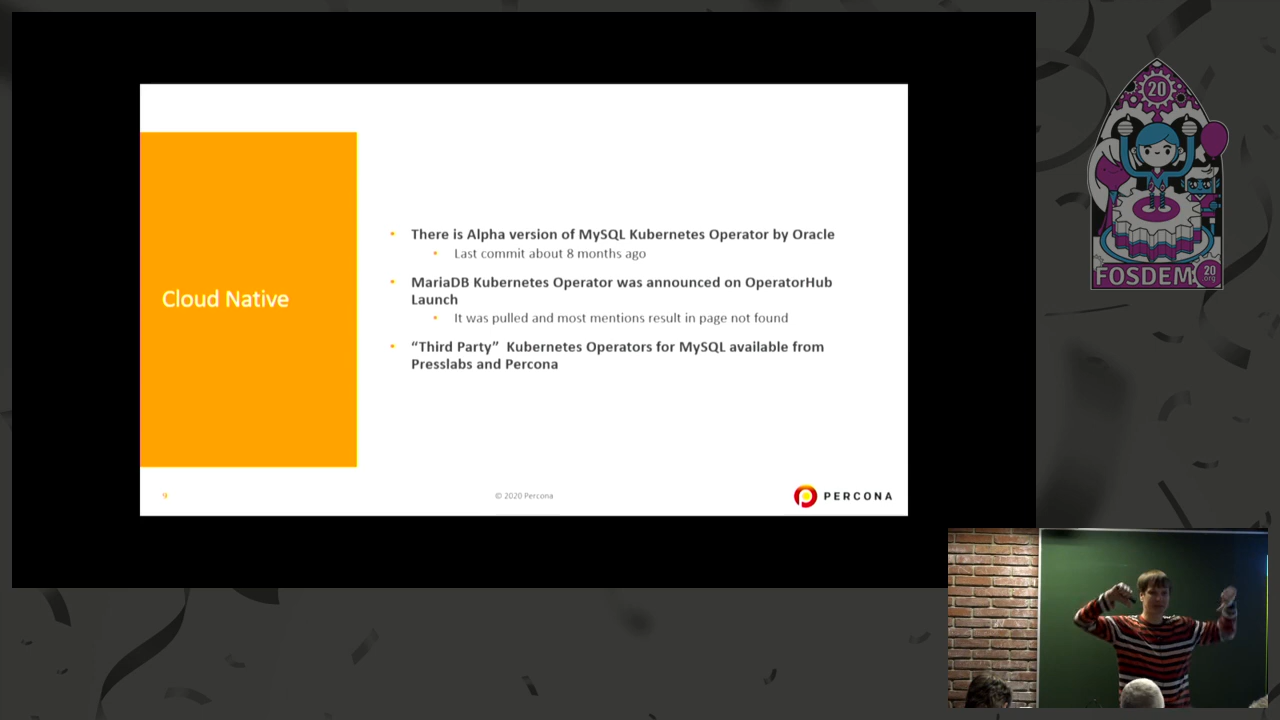 Cloud Native
• There is Alpha version of MySQL Kubernetes Operator by Oracle
• Last commit about 8 months ago
• MariaDB Kubernetes Operator was announced on OperatorHub
Launch
• It was pulled and most mentions result in page not found
• “Third Party” Kubernetes Operators for MySQL available from
Presslabs and Percona
9
© 2020 Percona
PERCONA
20
FOSDEM
20
.org